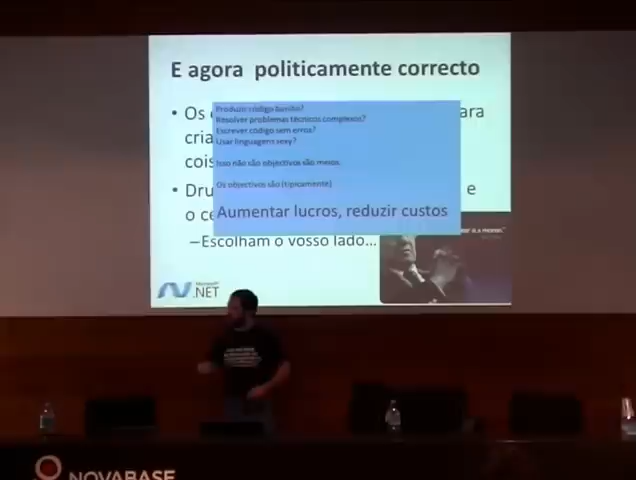 E agora politicamente correcto
• Os
ara
cria
cois
• Dru
e
o ce
Produzir código bonito?
Resolver problemas técnicos complexos?
Escrever código sem erros?
Usar linguagens sexy?
Isso não são objectivos são meios.
Os objectivos são (tipicamente)
Aumentar lucros, reduzir custos
–Escolham o vosso lado...
Microsoft
.NET
NOVABASE